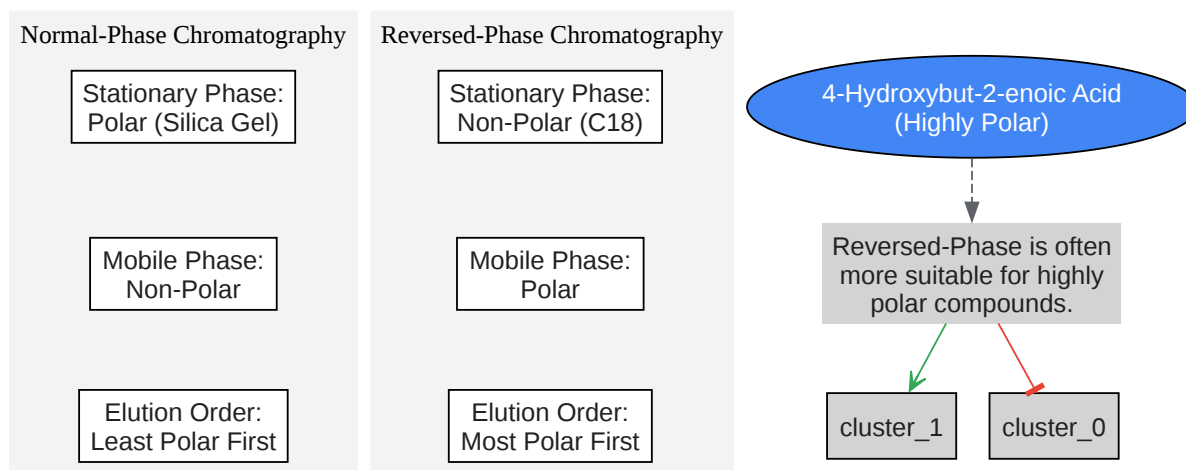 Normal-Phase Chromatography
Stationary Phase:
Polar (Silica Gel)
Mobile Phase:
Non-Polar
Elution Order:
Least Polar First
Reversed-Phase Chromatography
Stationary Phase:
Non-Polar (C18)
Mobile Phase:
Polar
Elution Order:
Most Polar First
4-Hydroxybut-2-enoic Acid
(Highly Polar)
Reversed-Phase is often
more suitable for highly
polar compounds.
cluster_1
cluster_0